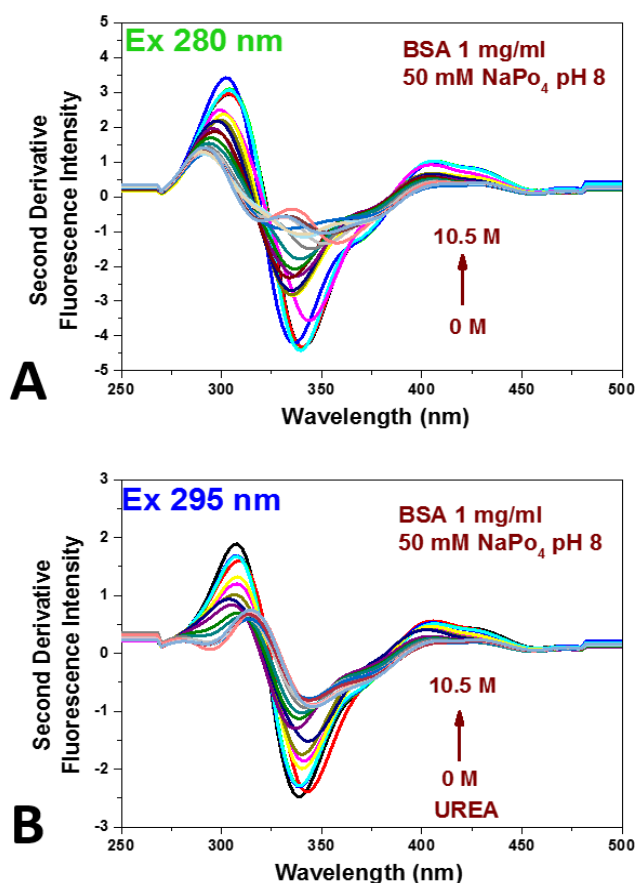 Ex 280 nm
BSA 1 mg/ml
50 mM NaPo4 pH 8
5
4
3
2
1
0
-1
-2
-3
-4
-5
Second Derivative
Fluorescence Intensity
10.5 M
0 M
A
250 300 350 400 450 500
Wavelength (nm)
Ex 295 nm
BSA 1 mg/ml
50 mM NaPo4 pH 8
3
2
1
0
-1
-2
-3
Second Derivative
Fluorescence Intensity
10.5 M
0 M
UREA
B
250 300 350 400 450 500
Wavelength (nm)